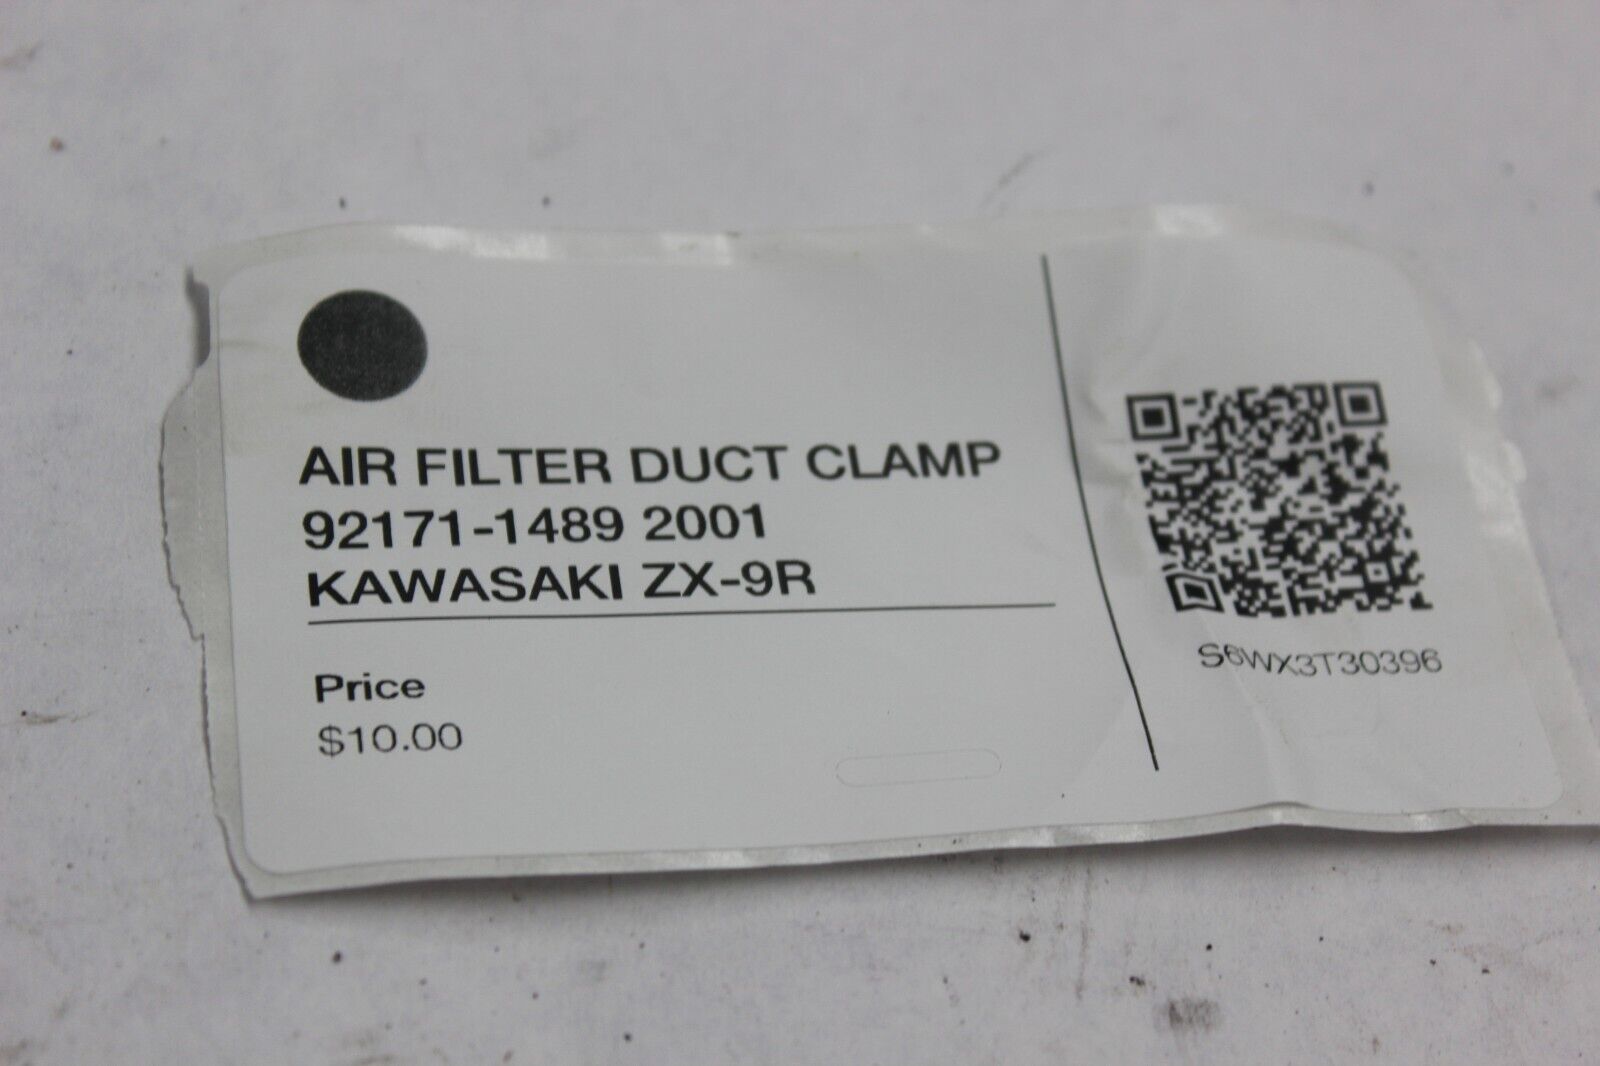 AIR FILTER DUCT CLAMP
92171-1489 2001
KAWASAKI ZX-9R
Price
$10.00
S6WX3T30396